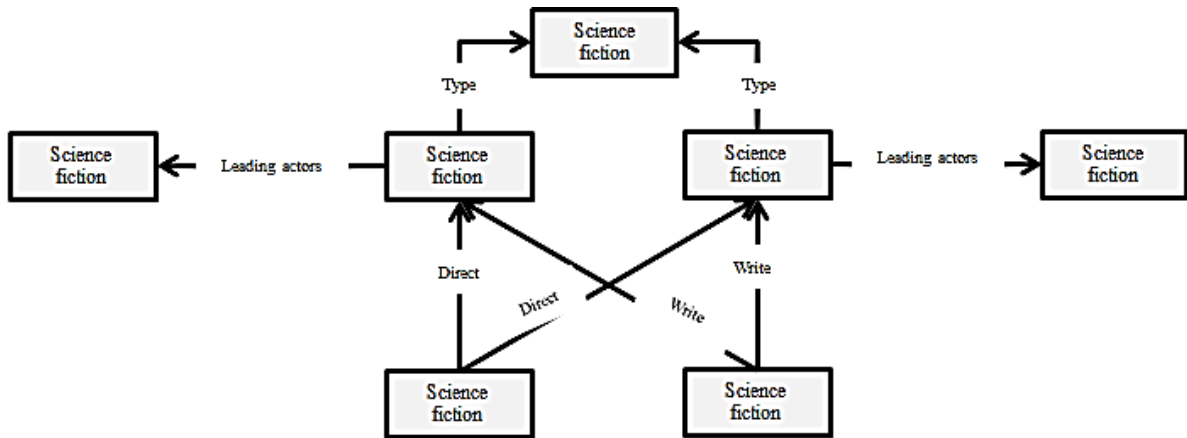 Science
fiction
Type
Type
Science
fiction
Leading actors
Science
fiction
Science
fiction
Leading actors
Science
fiction
Direct
Write
Direct
Write
Science
fiction
Science
fiction